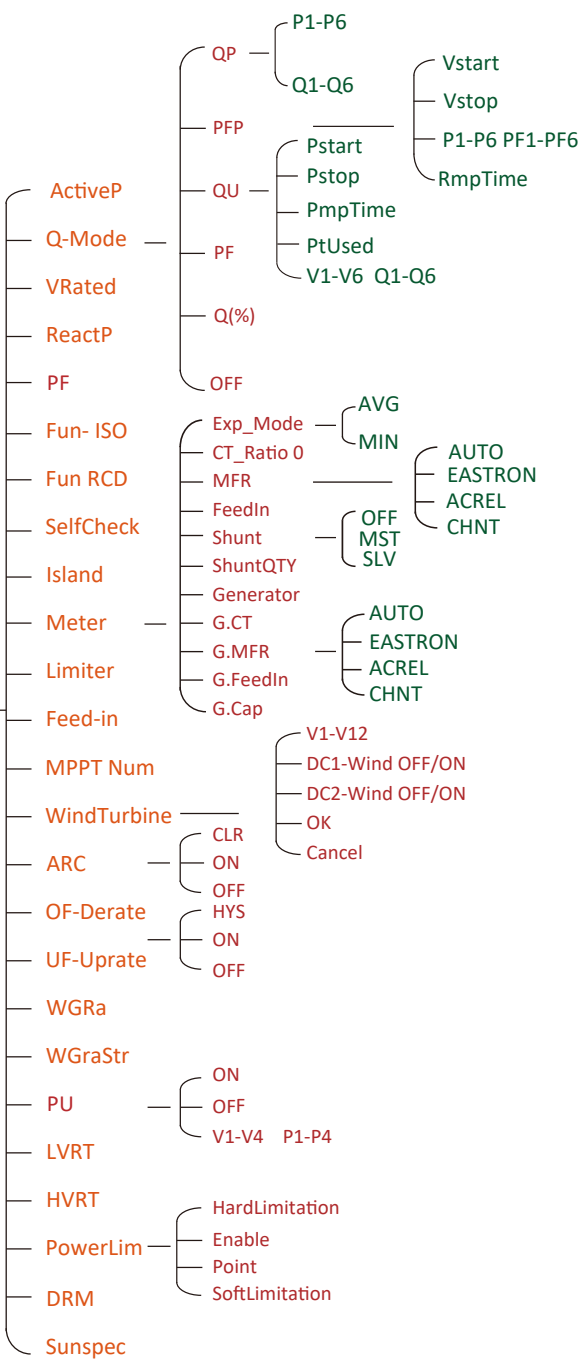 ActiveP
Q-Mode
VRated
ReactP
PF
Fun- ISO
Fun RCD
SelfCheck
Island
Meter
Limiter
Feed-in
MPPT Num
WindTurbine
ARC
OF-Derate
UF-Uprate
WGRa
WGraStr
PU
LVRT
HVRT
PowerLim
DRM
Sunspec
QP
PFP
QU
PF
Q(%)
OFF
P1-P6
Q1-Q6
Vstart
Vstop
P1-P6 PF1-PF6
RmpTime
Pstart
Pstop
PmpTime
PtUsed
V1-V6 Q1-Q6
Exp_Mode
CT_Ratio 0
MFR
FeedIn
Shunt
ShuntQTY
Generator
G.CT
G.MFR
G.FeedIn
G.Cap
AVG
MIN
AUTO
EASTRON
ACREL
CHNT
OFF
MST
SLV
AUTO
EASTRON
ACREL
CHNT
V1-V12
DC1-Wind OFF/ON
DC2-Wind OFF/ON
OK
Cancel
CLR
ON
OFF
HYS
ON
OFF
ON
OFF
V1-V4 P1-P4
HardLimitation
Enable
Point
SoftLimitation